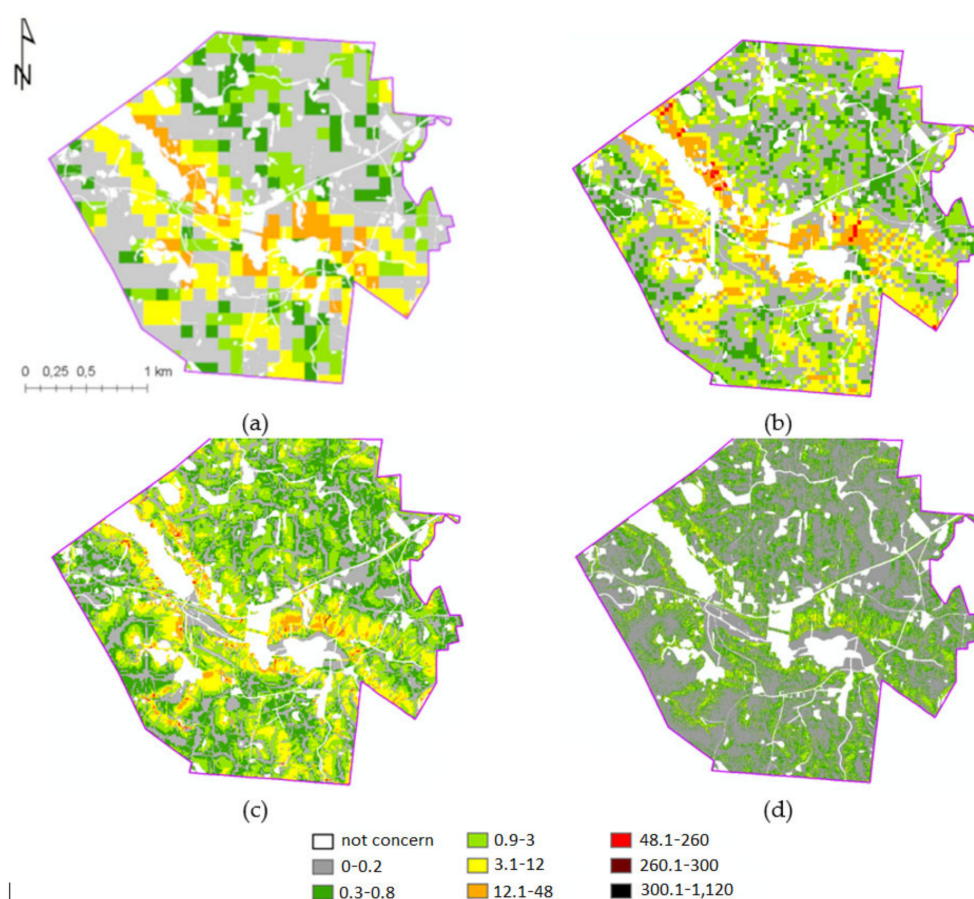 N
0 0,25 0,5 1 km
(a)
(b)
(c)
(d)
not concern 0.9-3 48.1-260
0-0.2 3.1-12 260.1-300
0.3-0.8 12.1-48 300.1-1,120